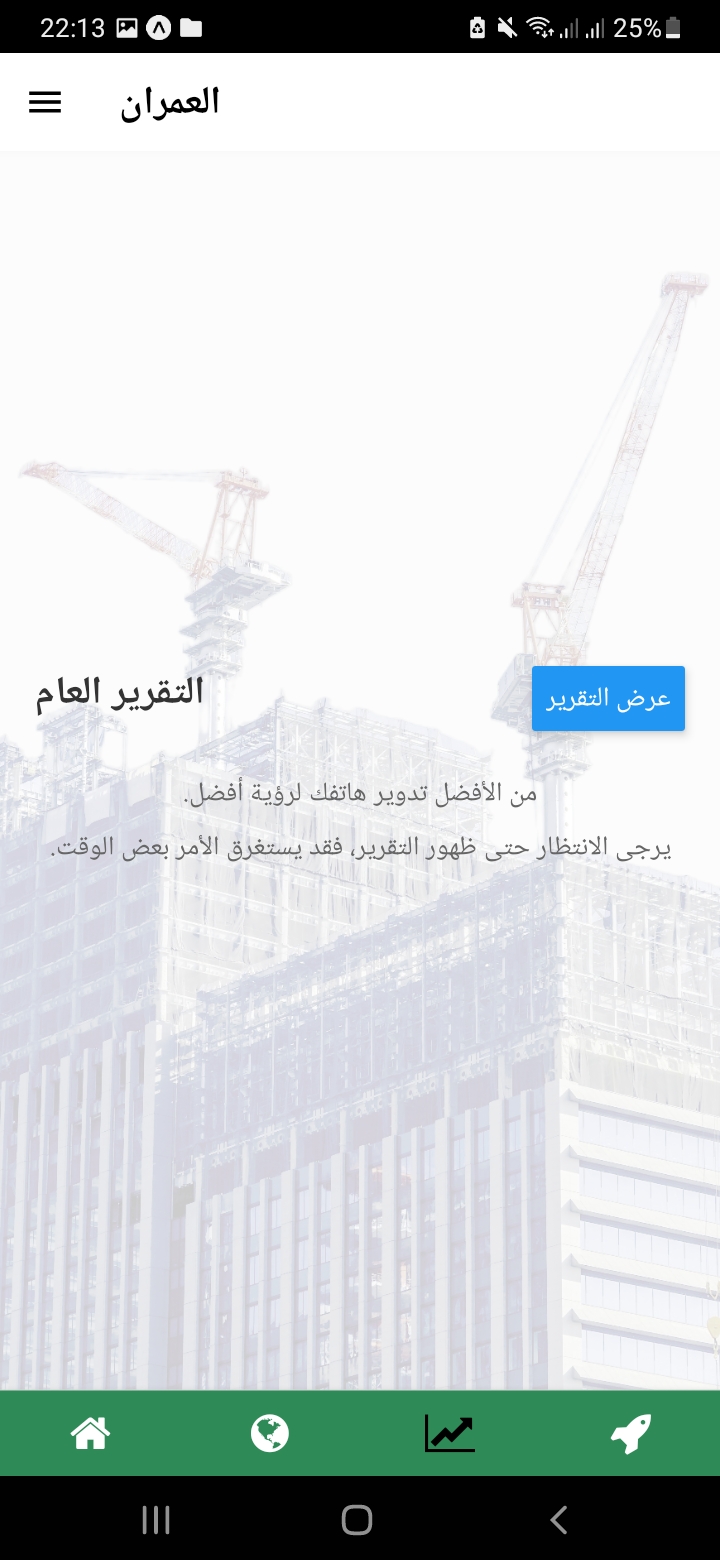 22:13
25%
العمران
التقرير العام
عرض التقرير
من الأفضل تدوير هاتفك لرؤية أفضل.
يرجى الانتظار حتى ظهور التقرير، فقد يستغرق الأمر بعض الوقت.